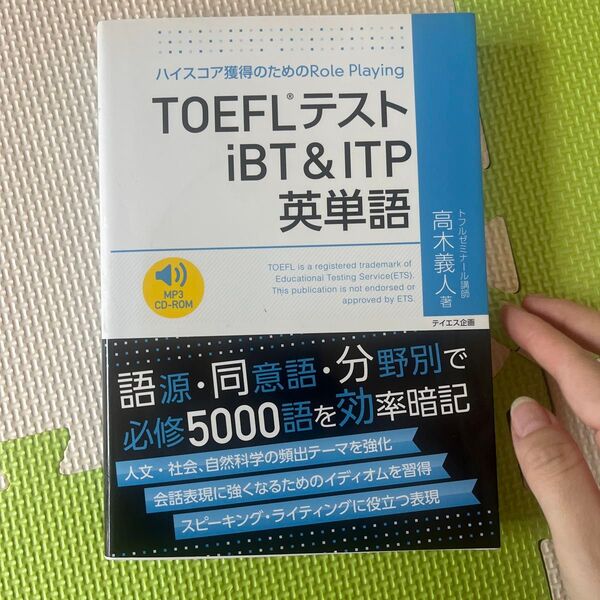 ハイスコア獲得のためのRole Playing
TOEFL®テスト
iBT & ITP
英単語
トフルゼミナール講師
高木義人 著
TOEFL is a registered trademark of
Educational Testing Service(ETS).
This publication is not endorsed or
approved by ETS.
MP3
CD-ROM
テイエス企画
語源・同意語・分野別で
必修5000語を効率暗記
人文・社会、自然科学の頻出テーマを強化
会話表現に強くなるためのイディオムを習得
スピーキング・ライティングに役立つ表現